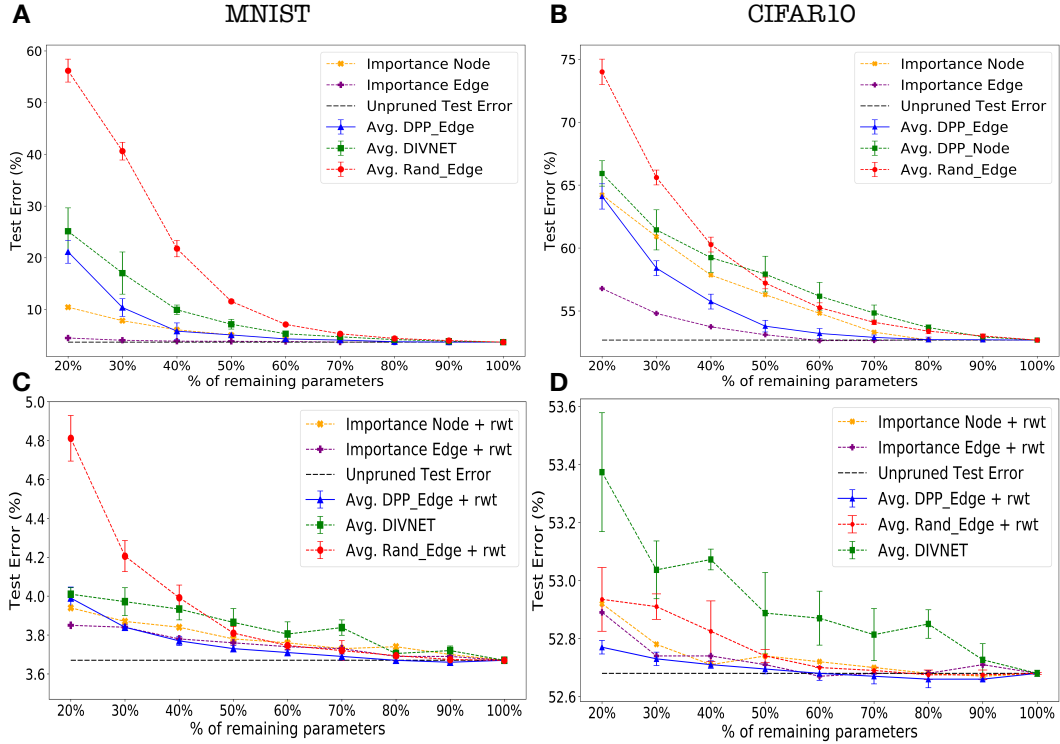 A
MNIST
60
50
40
30
20
10
Test Error (%)
Importance Node
Importance Edge
Unpruned Test Error
Avg. DPP_Edge
Avg. DIVNET
Avg. Rand_Edge
20% 30% 40% 50% 60% 70% 80% 90% 100%
% of remaining parameters
B
CIFAR10
75
70
65
60
55
Test Error (%)
Importance Node
Importance Edge
Unpruned Test Error
Avg. DPP_Edge
Avg. DPP_Node
Avg. Rand_Edge
20% 30% 40% 50% 60% 70% 80% 90% 100%
% of remaining parameters
C
5.0
4.8
4.6
4.4
4.2
4.0
3.8
3.6
Test Error (%)
Importance Node + rwt
Importance Edge + rwt
Unpruned Test Error
Avg. DPP_Edge + rwt
Avg. DIVNET
Avg. Rand_Edge + rwt
20% 30% 40% 50% 60% 70% 80% 90% 100%
% of remaining parameters
D
53.6
53.4
53.2
53.0
52.8
52.6
Test Error (%)
Importance Node + rwt
Importance Edge + rwt
Unpruned Test Error
Avg. DPP_Edge + rwt
Avg. Rand_Edge + rwt
Avg. DIVNET
20% 30% 40% 50% 60% 70% 80% 90% 100%
% of remaining parameters